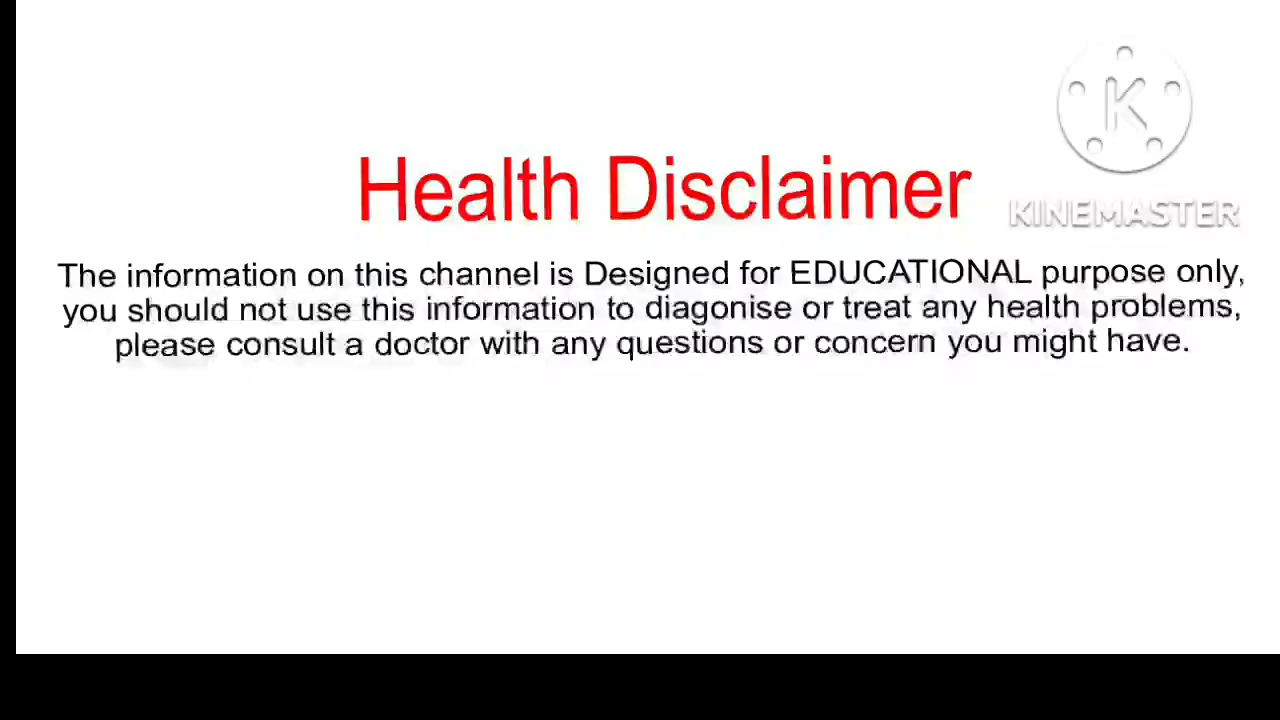 Health Disclaimer
K
KINEMASTER
The information on this channel is Designed for EDUCATIONAL purpose only,
you should not use this information to diagonise or treat any health problems,
please consult a doctor with any questions or concern you might have.